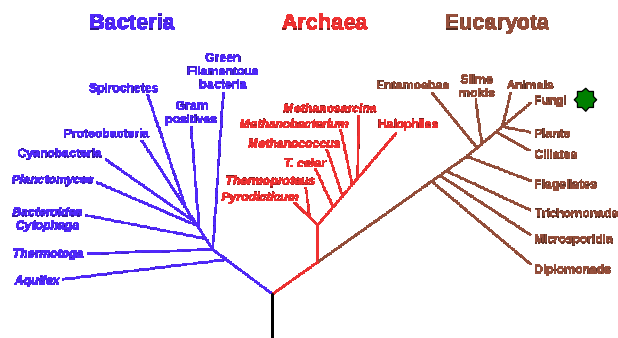 Bacteria
Archaea
Eucaryota
Green
Filamentous
bacteria
Spirochetes
Gram
positives
Proteobacteria
Cyanobacteria
Planctomyces
Bacteroides
Cytophaga
Thermotoga
Aquifex
Methanosarcina
Methanobacterium
Halophiles
Methanococcus
T. celer
Thermoproteus
Pyrodicticum
Entamoebae
Slime
molds
Animals
Fungi
Plants
Ciliates
Flagellates
Trichomonads
Microsporidia
Diplomonads